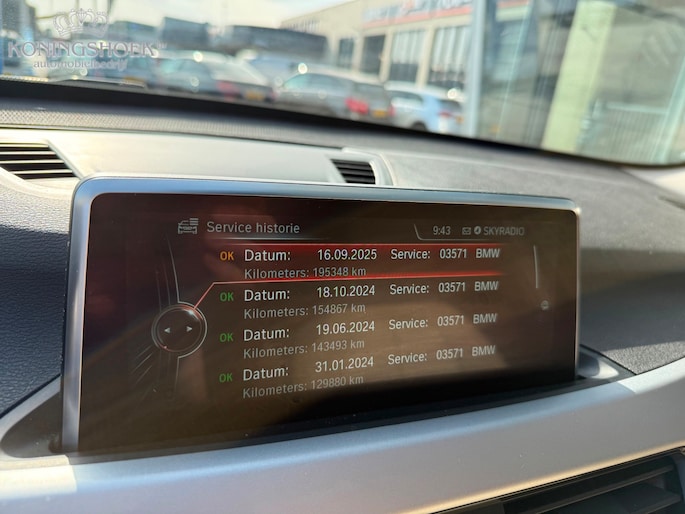 KONINGSHOEK
automobielbedrijf
Service historie
9:43 SKYRADIO
OK Datum: 16.09.2025 Service: 03571 BMW
Kilometers: 195348 km
OK Datum: 18.10.2024 Service: 03571 BMW
Kilometers: 154867 km
OK Datum: 19.06.2024 Service: 03571 BMW
Kilometers: 143493 km
OK Datum: 31.01.2024 Service: 03571 BMW
Kilometers: 129880 km